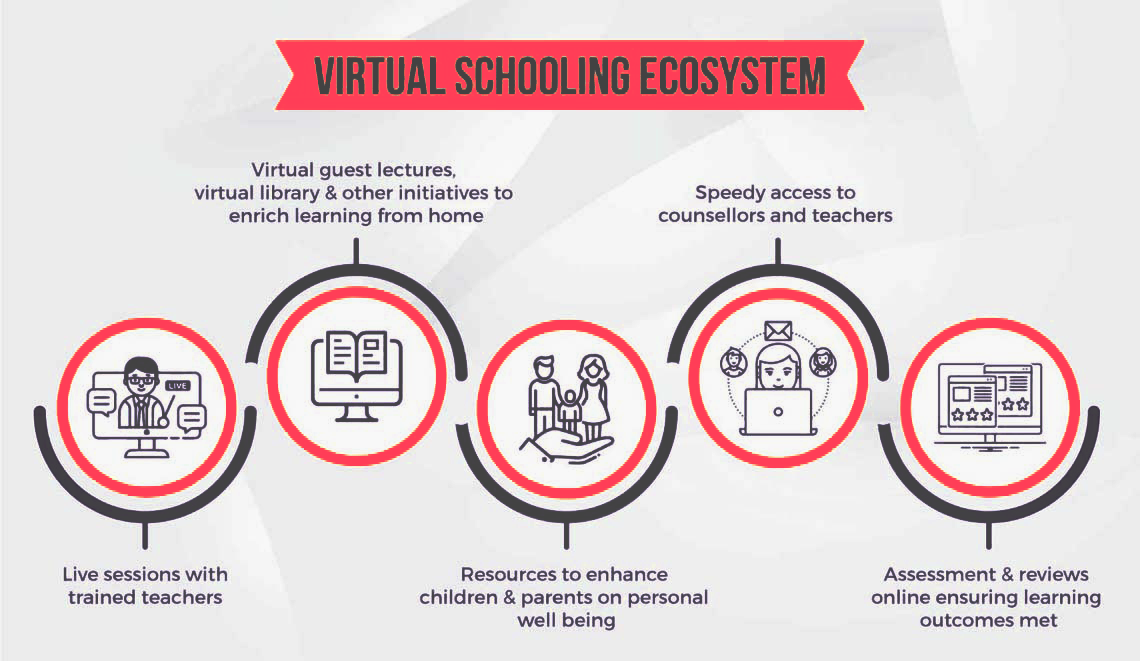 VIRTUAL SCHOOLING ECOSYSTEM
Virtual guest lectures,
virtual library & other initiatives to
enrich learning from home
Speedy access to
counsellors and teachers
LIVE
Live sessions with
trained teachers
Resources to enhance
children & parents on personal
well being
Assessment & reviews
online ensuring learning
outcomes met